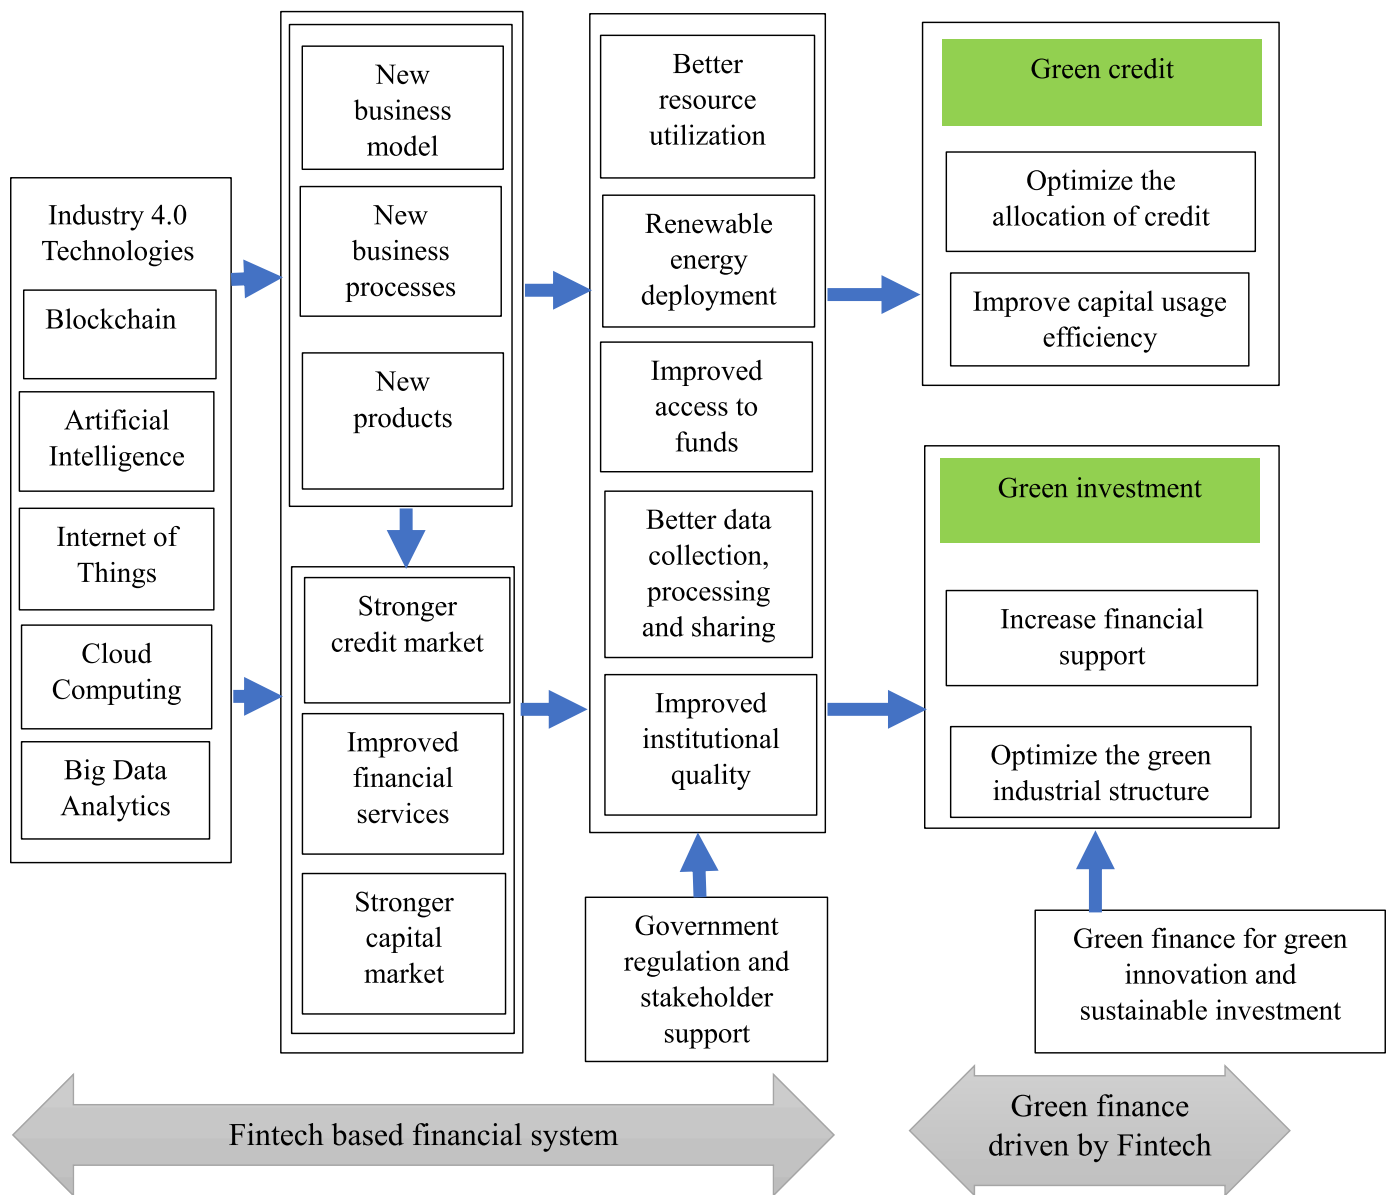 Industry 4.0
Technologies
Blockchain
Artificial
Intelligence
Internet of
Things
Cloud
Computing
Big Data
Analytics
New
business
model
New
business
processes
New
products
Stronger
credit market
Improved
financial
services
Stronger
capital
market
Better
resource
utilization
Renewable
energy
deployment
Improved
access to
funds
Better data
collection,
processing
and sharing
Improved
institutional
quality
Government
regulation and
stakeholder
support
Green credit
Optimize the
allocation of credit
Improve capital usage
efficiency
Green investment
Increase financial
support
Optimize the green
industrial structure
Green finance for green
innovation and
sustainable investment
Fintech based financial system
Green finance
driven by Fintech